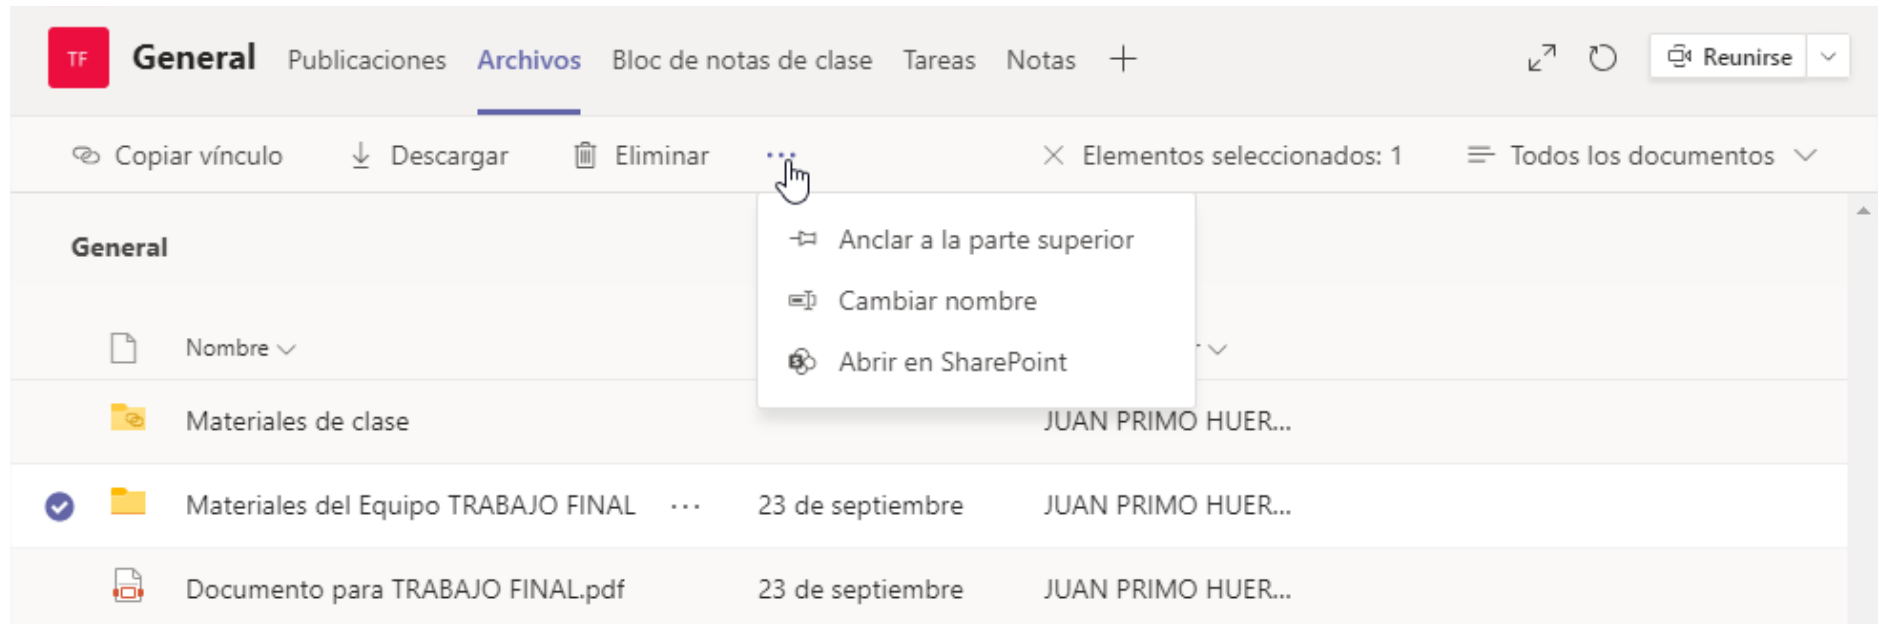 TF General Publicaciones Archivos Bloc de notas de clase Tareas Notas Reunirse
Copiar vínculo Descargar Eliminar ... Elementos seleccionados: 1 Todos los documentos
General
Anclar a la parte superior
Cambiar nombre
Abrir en SharePoint
Nombre
Materiales de clase JUAN PRIMO HUER...
Materiales del Equipo TRABAJO FINAL ... 23 de septiembre JUAN PRIMO HUER...
Documento para TRABAJO FINAL.pdf 23 de septiembre JUAN PRIMO HUER...